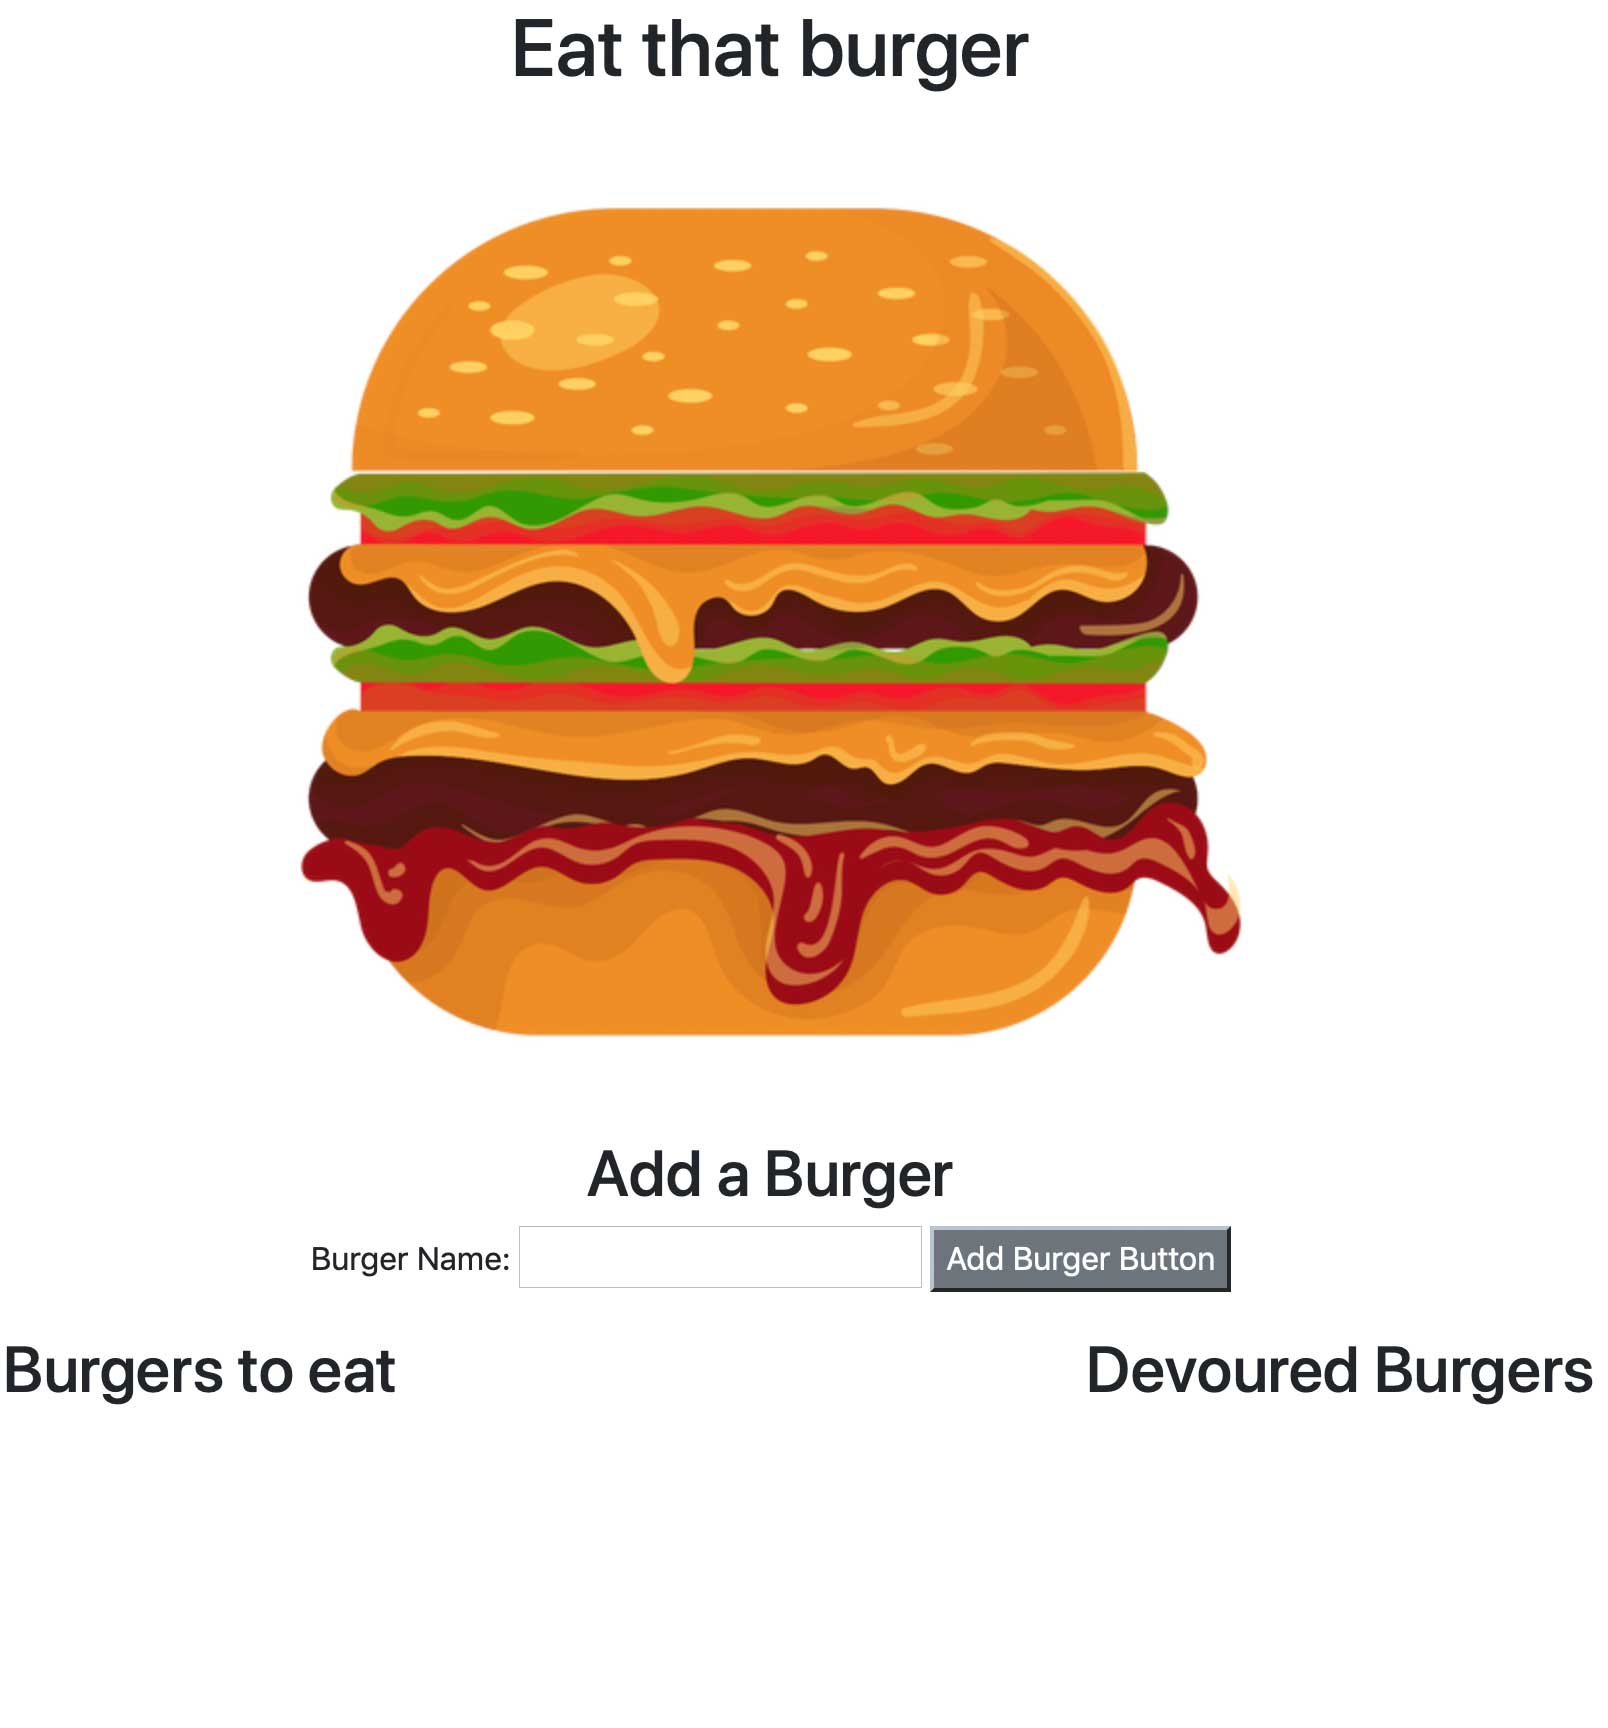 Eat that burger
Add a Burger
Burger Name: Add Burger Button
Burgers to eat
Devoured Burgers